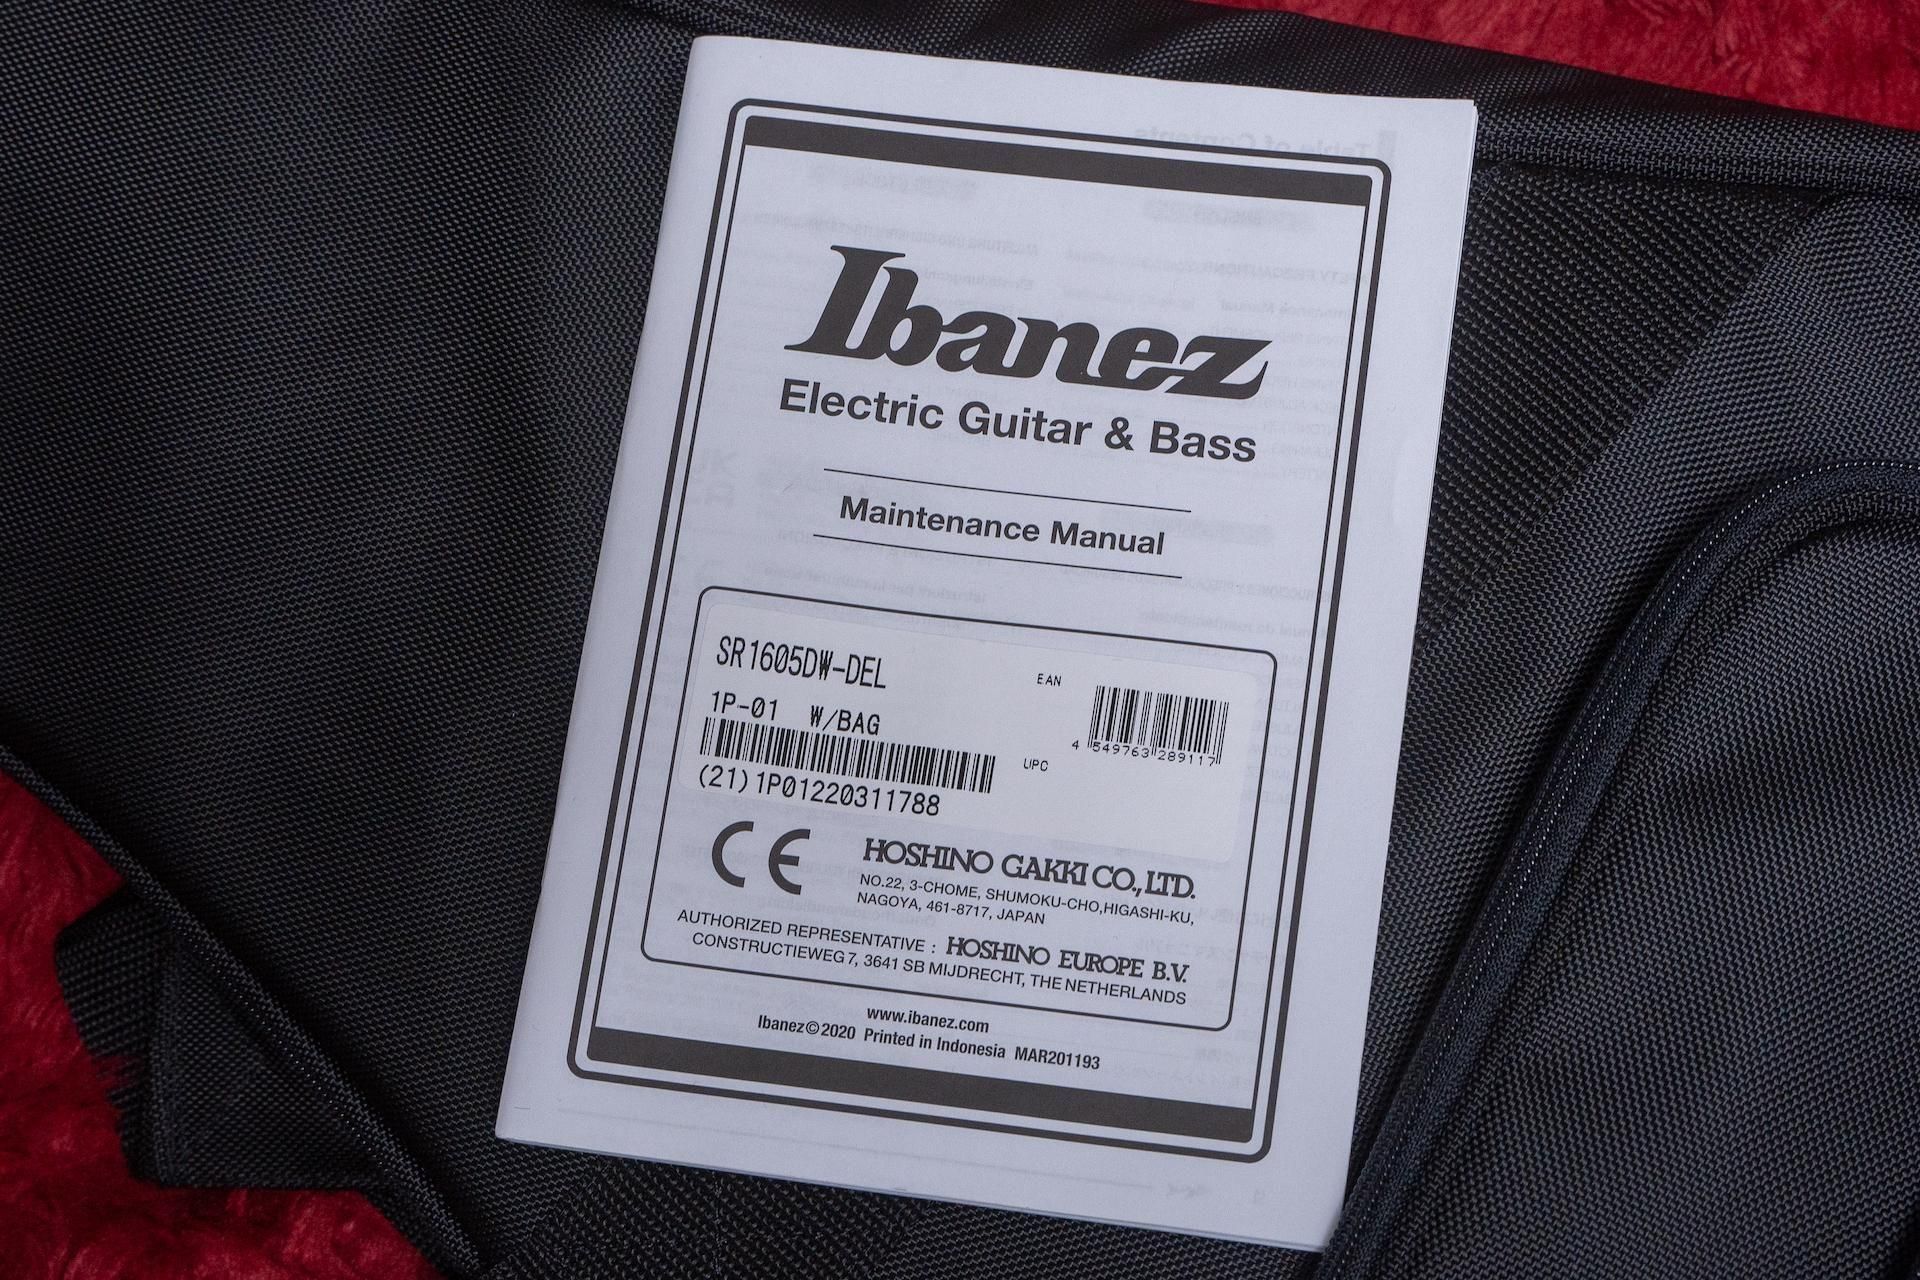 Ibanez
Electric Guitar & Bass
Maintenance Manual
SR1605DW-DEL
1P-01 W/BAG
(21)1P01220311788
EAN
4 549763 289117
UPC
CE
HOSHINO GAKKI CO., LTD.
NO.22, 3-CHOME, SHUMOKU-CHO,HIGASHI-KU,
NAGOYA, 461-8717, JAPAN
AUTHORIZED REPRESENTATIVE : HOSHINO EUROPE B.V.
CONSTRUCTIEWEG 7, 3641 SB MIJDRECHT, THE NETHERLANDS
www.ibanez.com
Ibanez©2020 Printed in Indonesia MAR201193